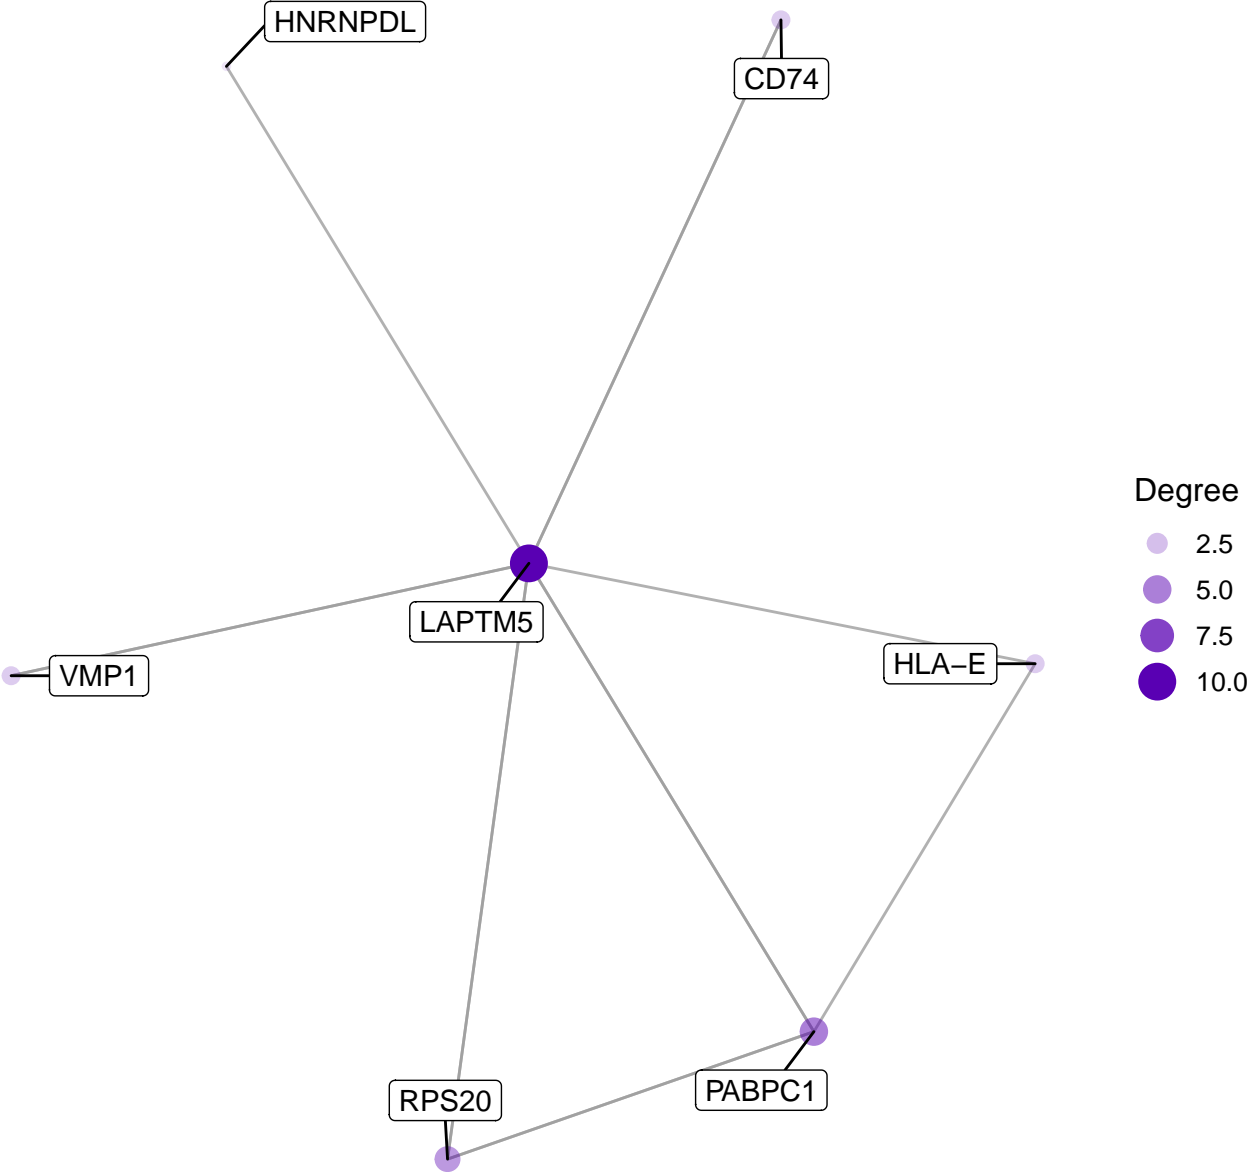 HNRNPDL
CD74
Degree
2.5
5.0
7.5
10.0
LAPTM5
HLA−E
VMP1
PABPC1
RPS20